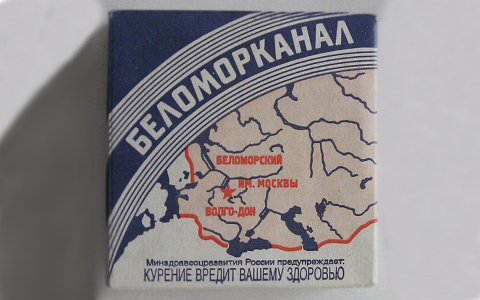 БЕЛОМОРКАНАЛ
БЕЛОМОРСКИЙ
ИМ. МОСКВЫ
ВОЛГО-ДОН
Минздравсоцразвития России предупреждает:
КУРЕНИЕ ВРЕДИТ ВАШЕМУ ЗДОРОВЬЮ